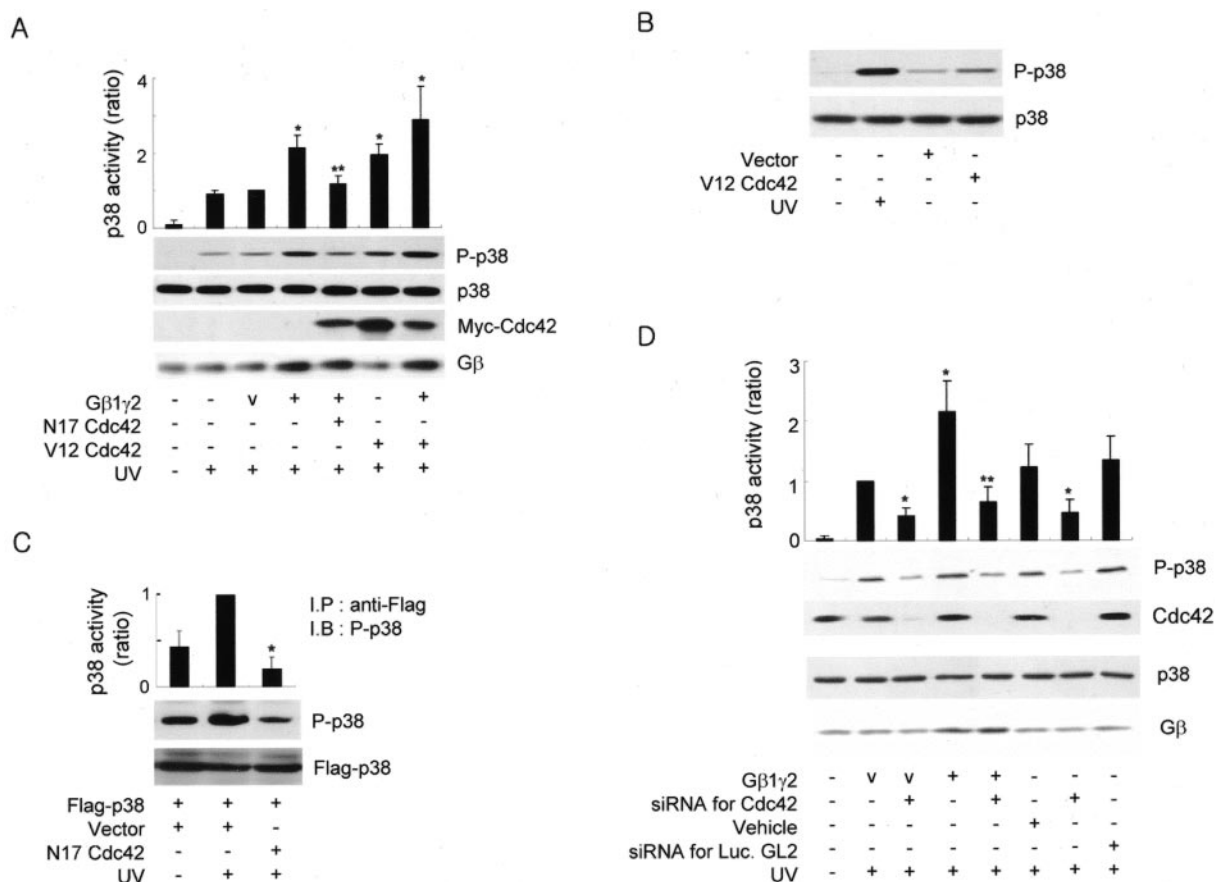 A
p38 activity (ratio)
4
2
0
*
**
*
*
P-p38
p38
Myc-Cdc42
Gβ
Gβ1γ2 - - v + + - +
N17 Cdc42 - - - - + - -
V12 Cdc42 - - - - - + +
UV - + + + + + +
B
P-p38
p38
Vector - - + -
V12 Cdc42 - - - +
UV - + - -
C
p38 activity (ratio)
1
0
*
I.P : anti-Flag
I.B : P-p38
P-p38
Flag-p38
Flag-p38 + + +
Vector + + -
N17 Cdc42 - - +
UV - + +
D
p38 activity (ratio)
3
2
1
0
*
*
**
*
P-p38
Cdc42
p38
Gβ
Gβ1γ2 - v v + + - - -
siRNA for Cdc42 - - + - + - + -
Vehicle - - - - - + - -
siRNA for Luc. GL2 - - - - - - - +
UV - + + + + + + +